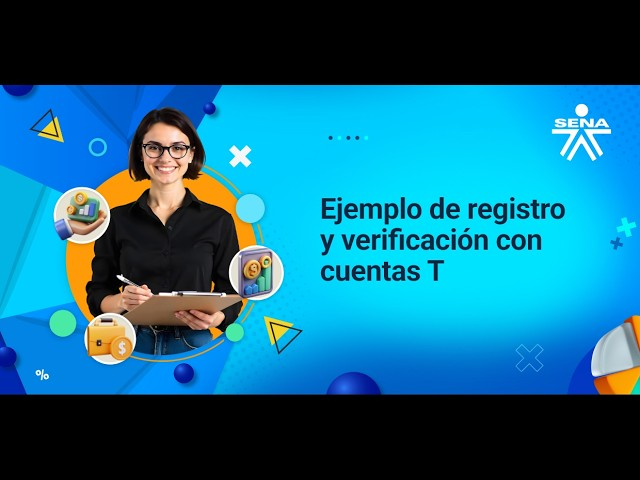 SENA
Ejemplo de registro
y verificación con
cuentas T
%